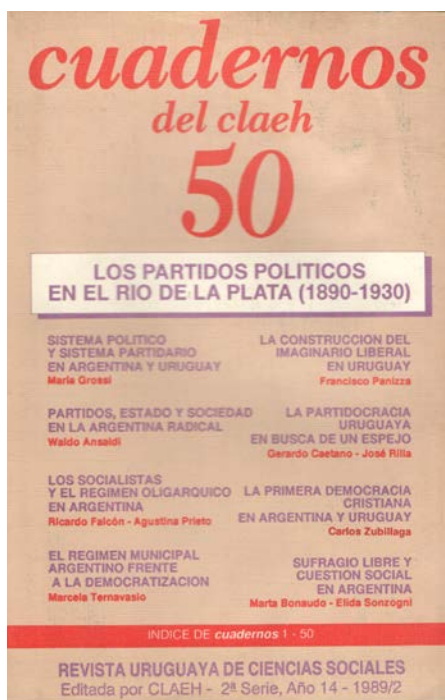 cuadernos
del claeh
50
LOS PARTIDOS POLITICOS
EN EL RIO DE LA PLATA (1890-1930)
SISTEMA POLITICO
Y SISTEMA PARTIDARIO
EN ARGENTINA Y URUGUAY
María Grossi
LA CONSTRUCCION DEL
IMAGINARIO LIBERAL
EN URUGUAY
Francisco Panizza
PARTIDOS, ESTADO Y SOCIEDAD
EN LA ARGENTINA RADICAL
Waldo Ansaldi
LA PARTIDOCRACIA
URUGUAYA
EN BUSCA DE UN ESPEJO
Gerardo Caetano - José Rilla
LOS SOCIALISTAS
Y EL REGIMEN OLIGARQUICO
EN ARGENTINA
Ricardo Falcón - Agustina Prieto
LA PRIMERA DEMOCRACIA
CRISTIANA
EN ARGENTINA Y URUGUAY
Carlos Zubillaga
EL REGIMEN MUNICIPAL
ARGENTINO FRENTE
A LA DEMOCRATIZACION
Marcela Ternavasio
SUFRAGIO LIBRE Y
CUESTION SOCIAL
EN ARGENTINA
Marta Bonaudo - Elida Sonzogni
INDICE DE cuadernos 1 - 50
REVISTA URUGUAYA DE CIENCIAS SOCIALES
Editada por CLAEH - 2ª Serie, Año 14 - 1989/2